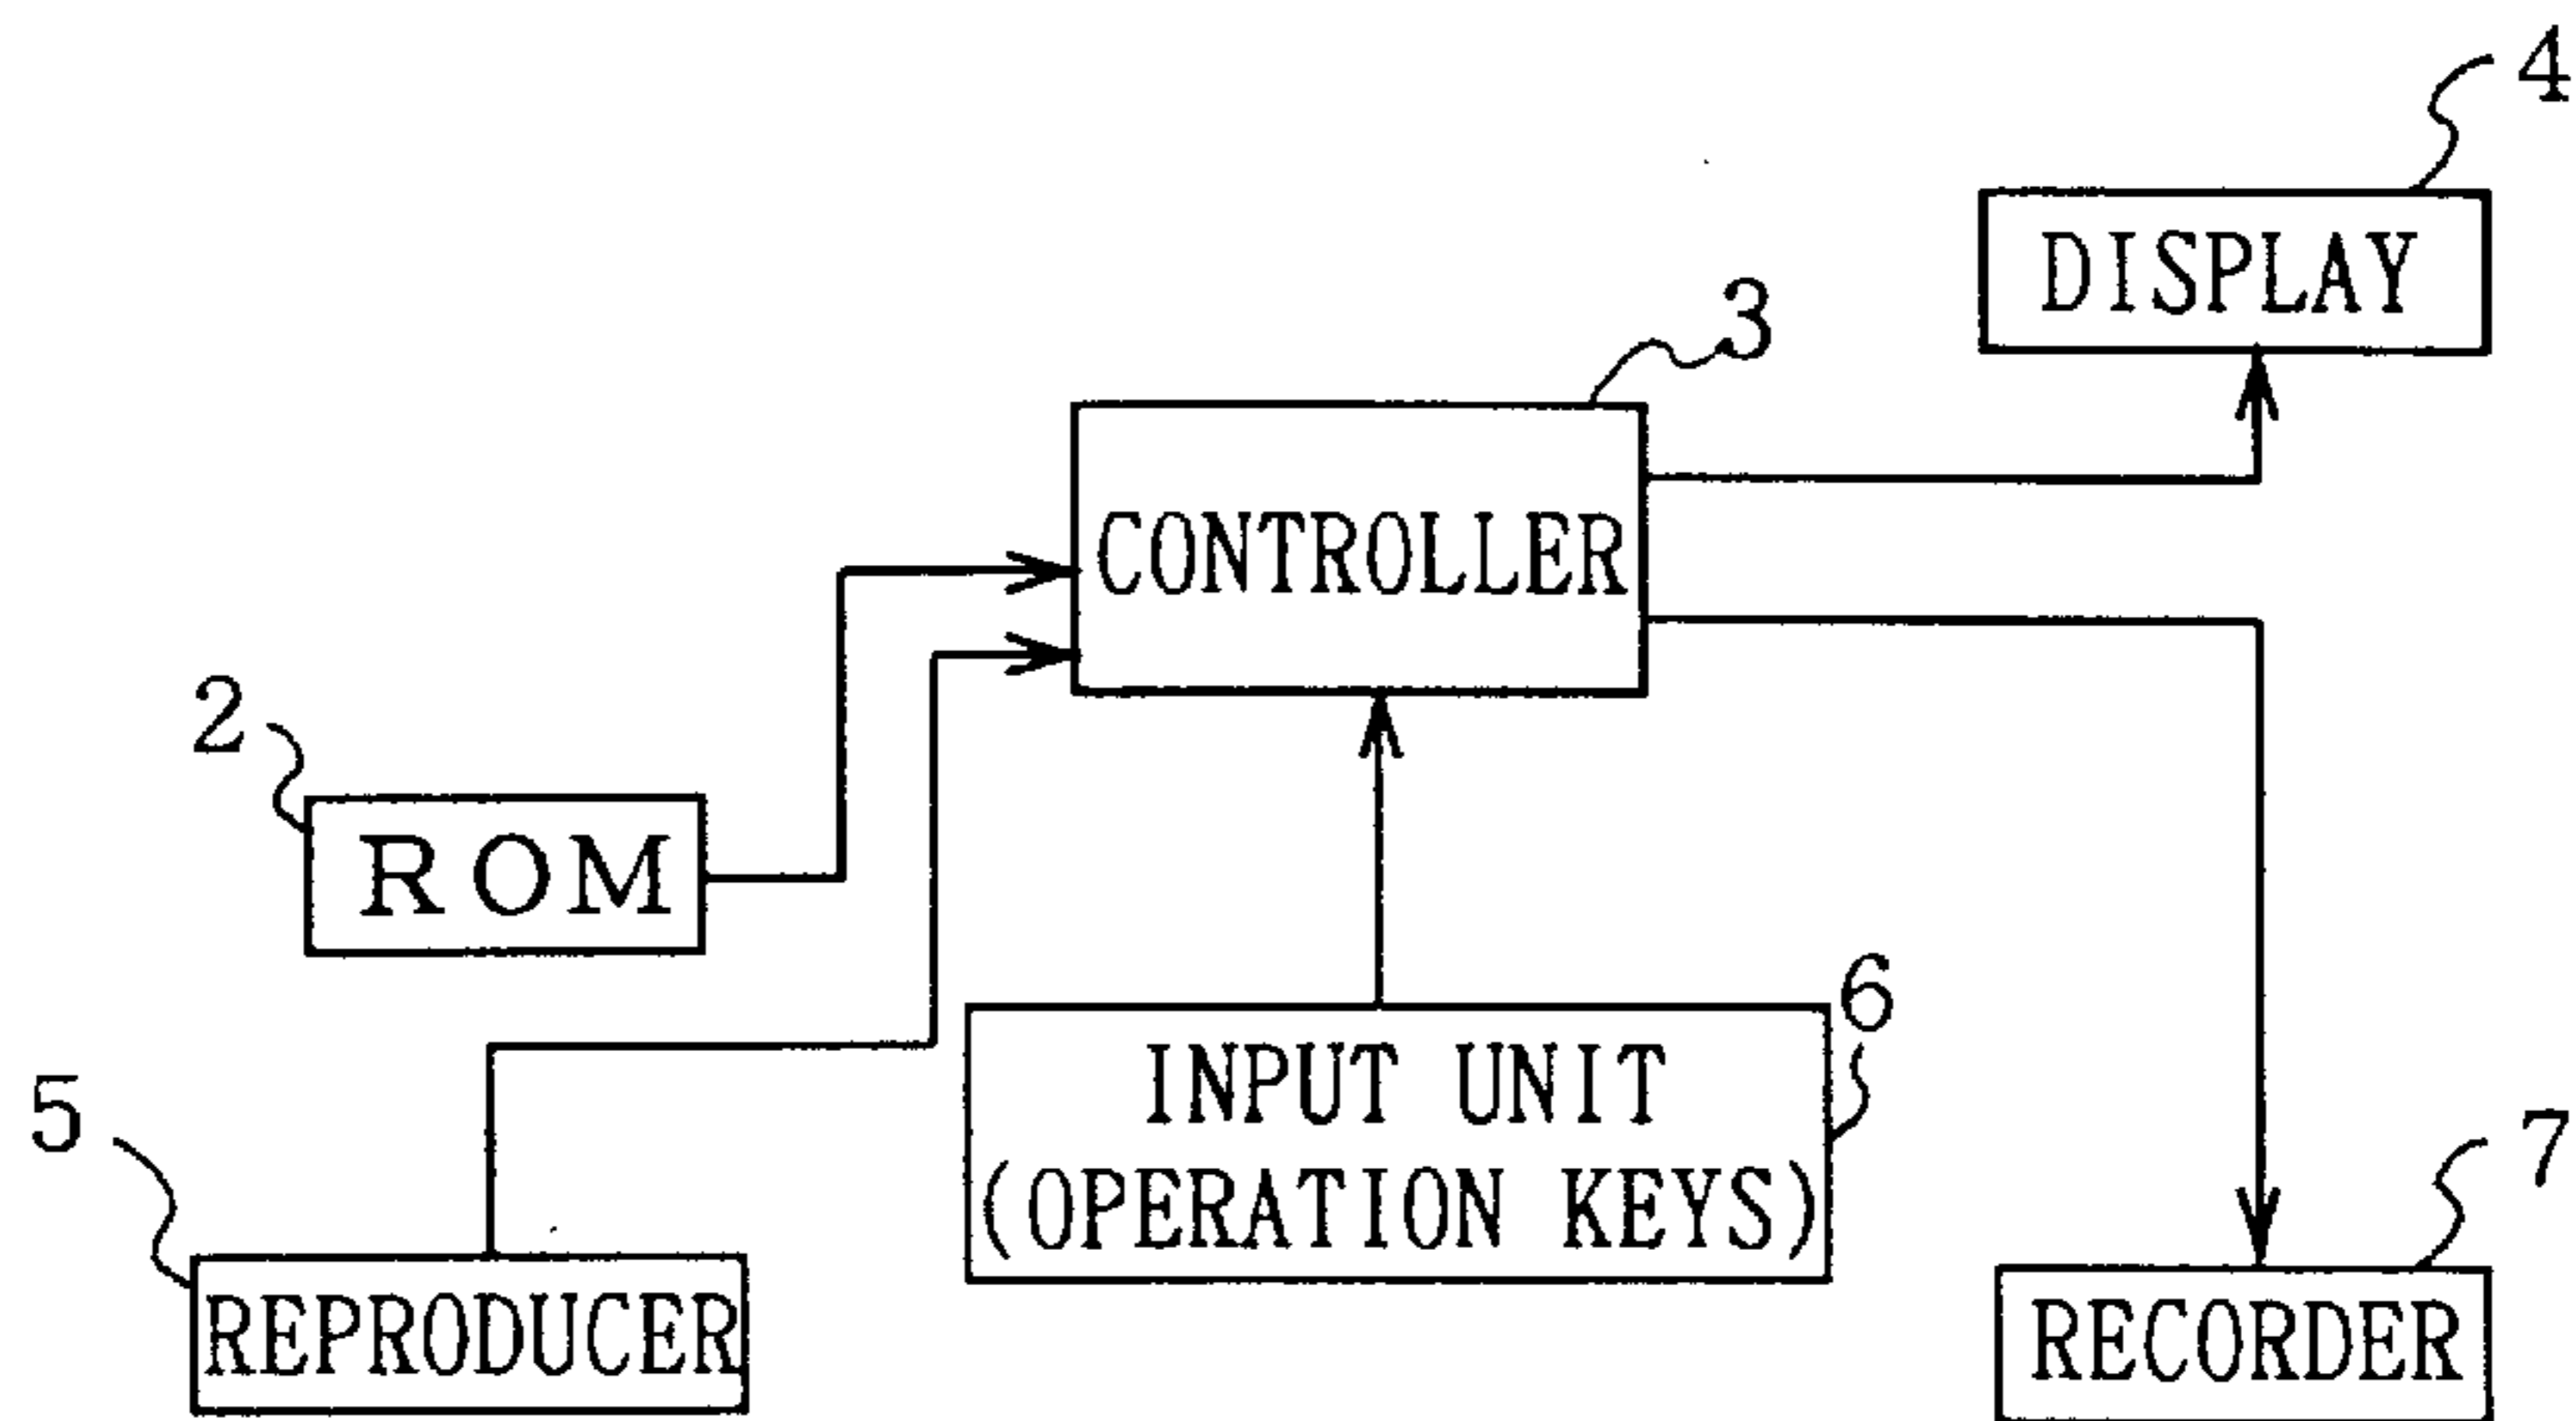 4
DISPLAY
3
CONTROLLER
2
ROM
6
INPUT UNIT
(OPERATION KEYS)
5
REPRODUCER
7
RECORDER